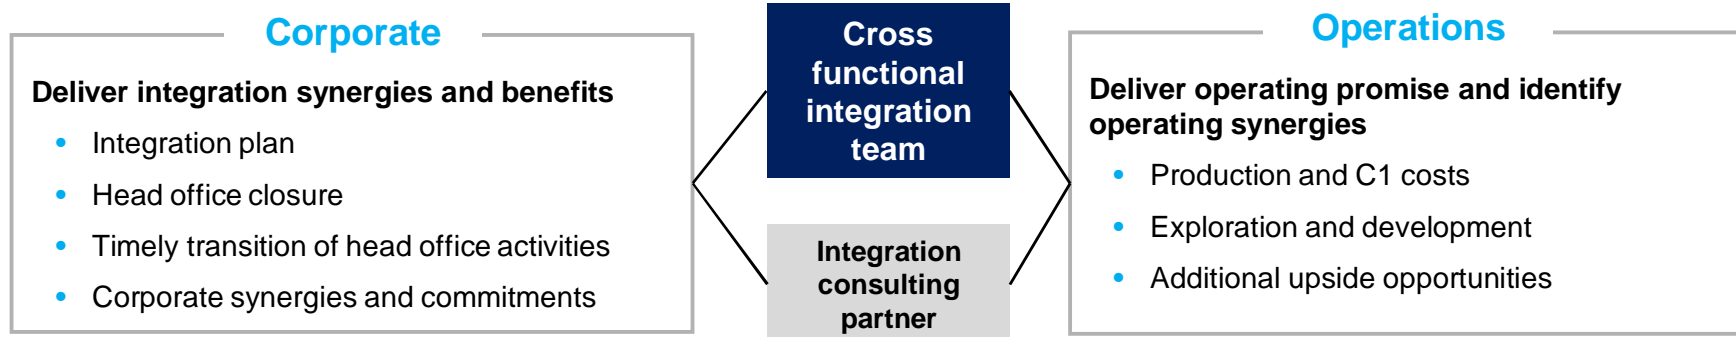 Corporate
Deliver integration synergies and benefits
• Integration plan
• Head office closure
• Timely transition of head office activities
• Corporate synergies and commitments
Cross
functional
integration
team
Integration
consulting
partner
Operations
Deliver operating promise and identify
operating synergies
• Production and C1 costs
• Exploration and development
• Additional upside opportunities